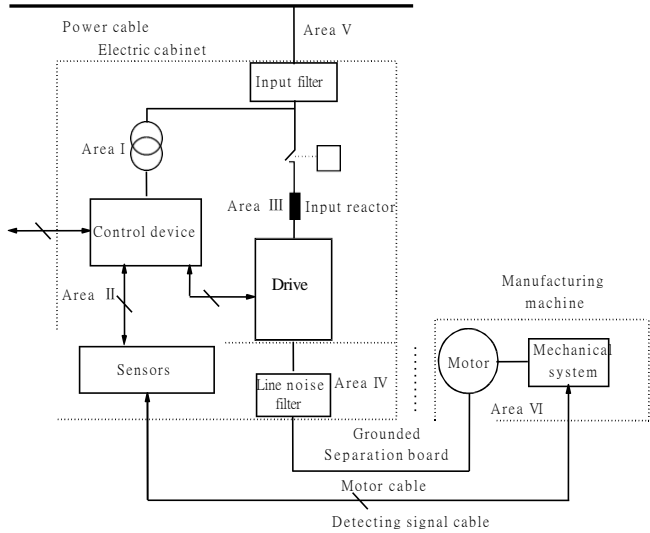 Power cable
Area V
Electric cabinet
Input filter
Area I
Area III
Input reactor
Control device
Drive
Area II
Manufacturing
machine
Sensors
Motor
Mechanical
system
Line noise
filter
Area IV
Area VI
Grounded
Separation board
Motor cable
Detecting signal cable